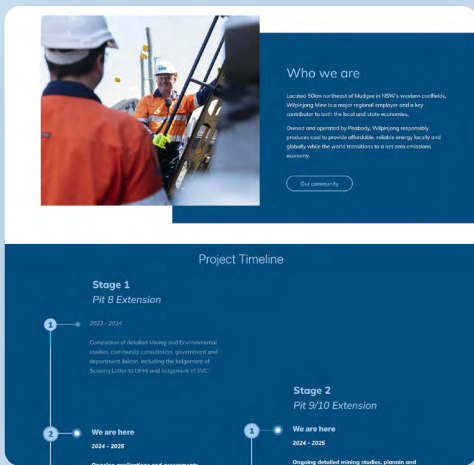 Who we are
Located 50km northeast of Mudgee in NSW's western coalfields,
Wilpinjong Mine is a major regional employer and a key
contributor to both the local and state economies.
Owned and operated by Peabody, Wilpinjong responsibly
produces coal to provide affordable, reliable energy locally and
globally while the world transitions to a net zero emissions
economy.
Our community
Project Timeline
Stage 1
Pit 8 Extension
1
2023 - 2024
Completion of detailed Mining and Environmental
studies, community consultation, government and
department liaison, including the lodgement of
Scoping Letter to DPHI and lodgement of SVC
Stage 2
Pit 9/10 Extension
2
We are here
2024 - 2025
Ongoing applications and assessments
1
We are here
2024 - 2025
Ongoing detailed mining studies, plannin and